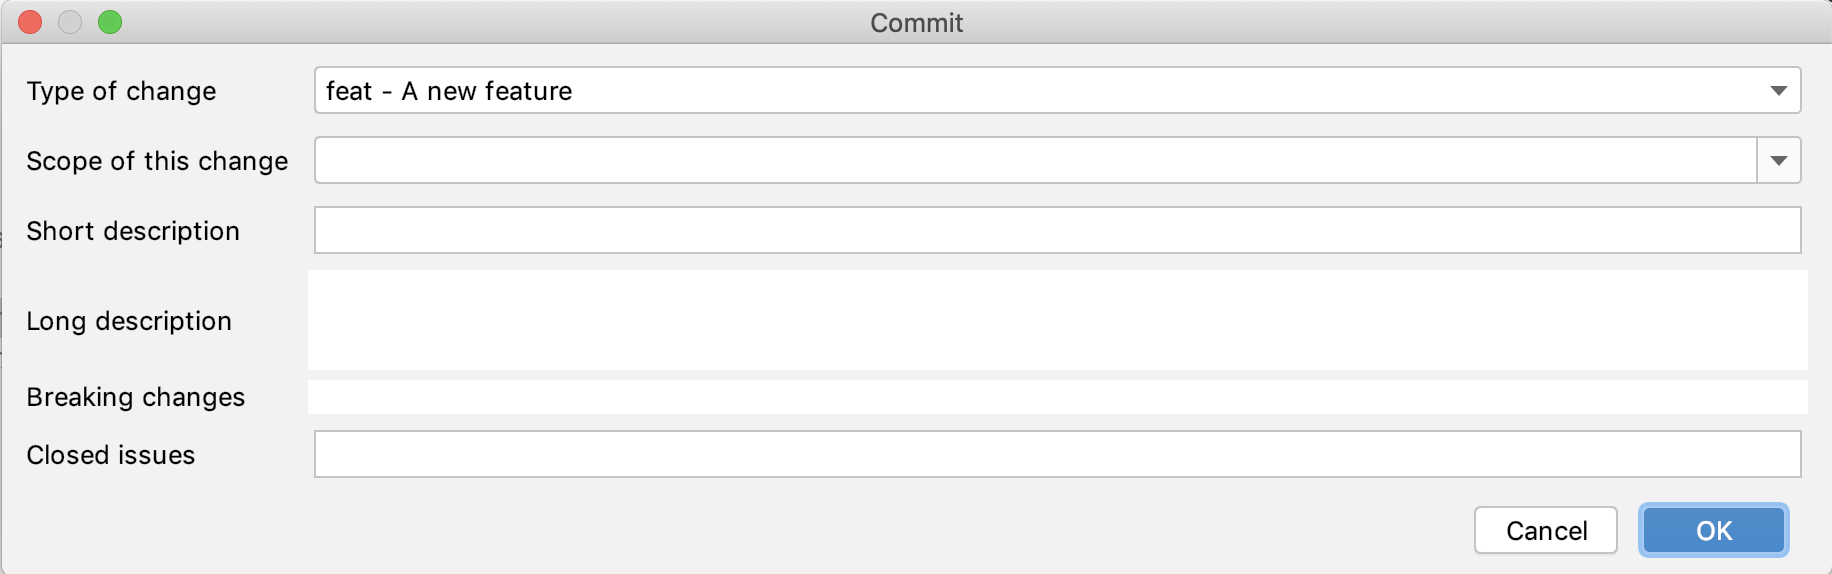 Commit
Type of change
feat - A new feature
Scope of this change
Short description
Long description
Breaking changes
Closed issues
Cancel
OK